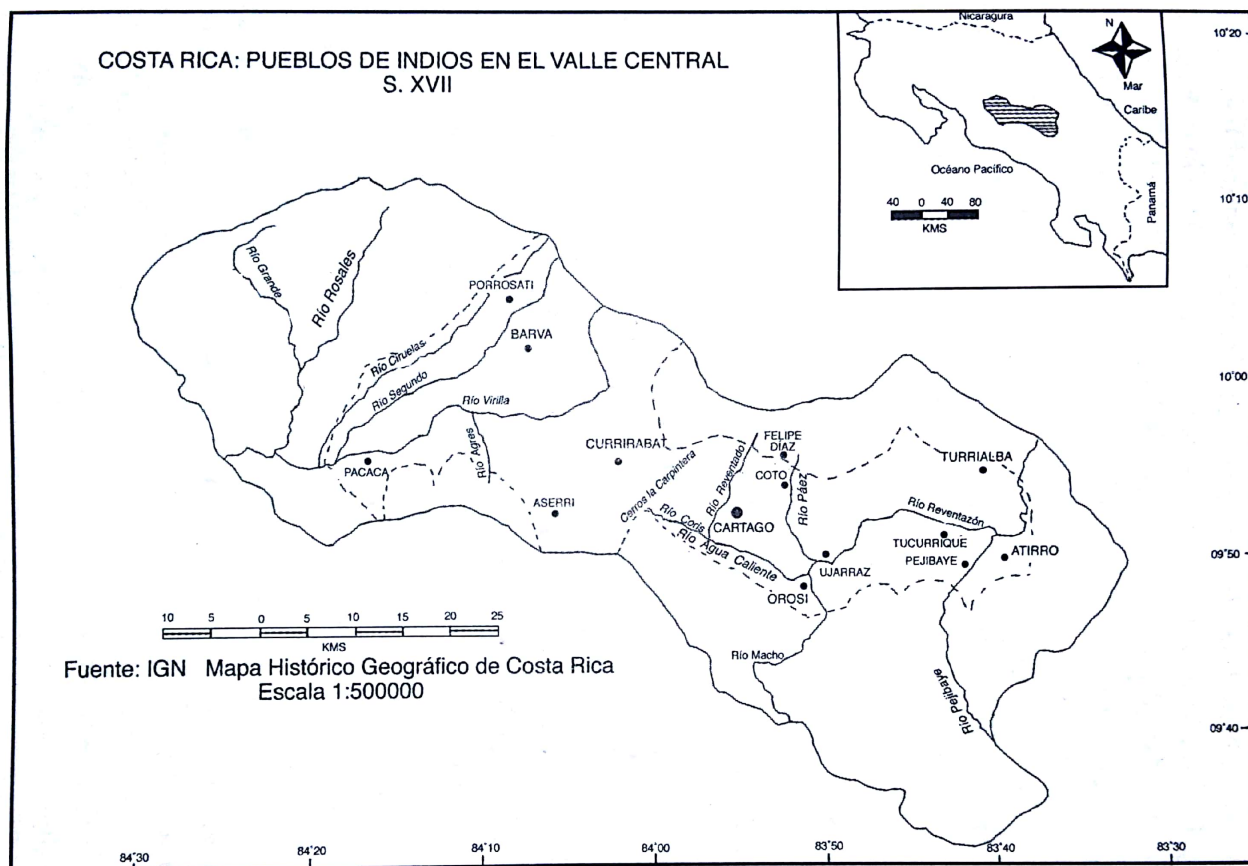 COSTA RICA: PUEBLOS DE INDIOS EN EL VALLE CENTRAL
S. XVII
Nicaragua
N
Mar
Caribe
Océano Pacífico
Panamá
40 0 40 80
KMS
10°20
10°10
10°00
09°50
09°40
Río Grande
Río Rosales
PORROSATI
BARVA
Río Ciruelas
Río Segundo
Río Virilla
PACACA
Río Agres
CURRIRABAT
ASERRI
Cerros la Carpintera
Río Reventado
FELIPE
DÍAZ
COTO
Río Páez
CARTAGO
Río Coris
Río Agua Caliente
OROSI
UJARRAZ
TURRIALBA
Río Reventazón
TUCURRIQUE
PEJIBAYE
ATIRRO
Río Macho
Río Pejibaye
10 5 0 5 10 15 20 25
KMS
Fuente: IGN Mapa Histórico Geográfico de Costa Rica
Escala 1:500000
84°30 84°20 84°10 84°00 83°50 83°40 83°30